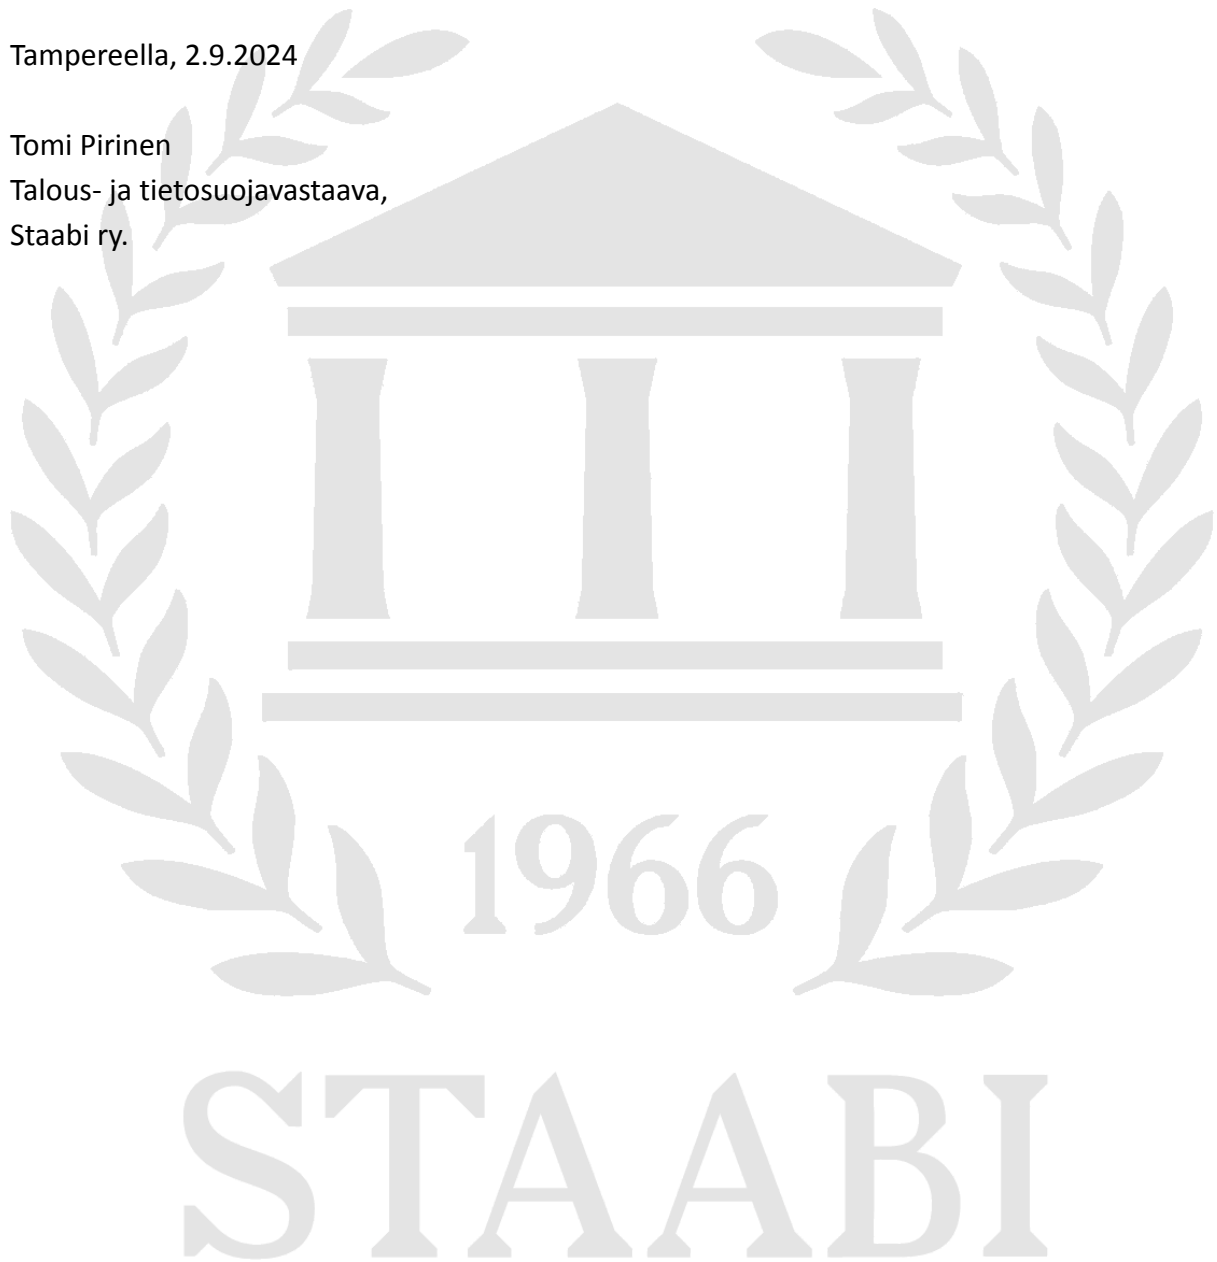 Tampereella, 2.9.2024
Tomi Pirinen
Talous- ja tietosuojavastaava,
Staabi ry.
1966
STAABI